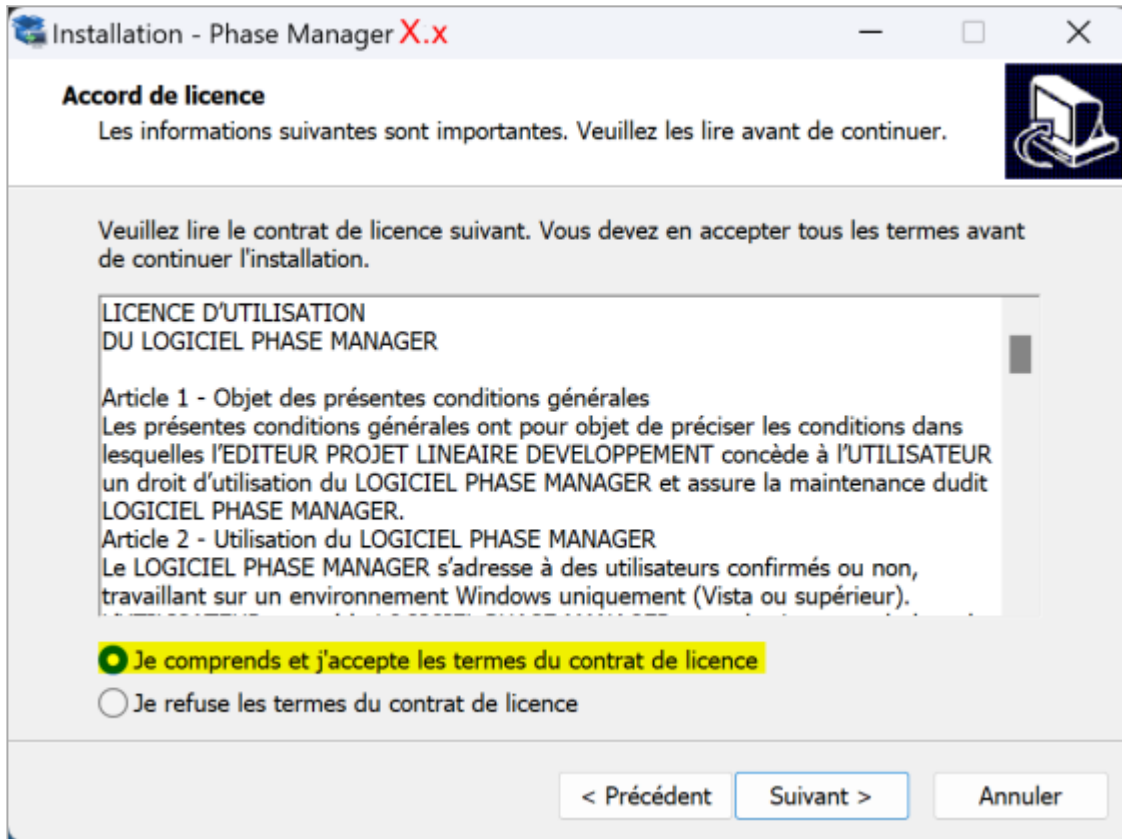 Installation - Phase Manager X.x
Accord de licence
Les informations suivantes sont importantes. Veuillez les lire avant de continuer.
Veuillez lire le contrat de licence suivant. Vous devez en accepter tous les termes avant
de continuer l'installation.
LICENCE D’UTILISATION
DU LOGICIEL PHASE MANAGER
Article 1 - Objet des présentes conditions générales
Les présentes conditions générales ont pour objet de préciser les conditions dans
lesquelles l’EDITEUR PROJET LINEAIRE DEVELOPPEMENT concède à l’UTILISATEUR
un droit d’utilisation du LOGICIEL PHASE MANAGER et assure la maintenance dudit
LOGICIEL PHASE MANAGER.
Article 2 - Utilisation du LOGICIEL PHASE MANAGER
Le LOGICIEL PHASE MANAGER s’adresse à des utilisateurs confirmés ou non,
travaillant sur un environnement Windows uniquement (Vista ou supérieur).
Je comprends et j'accepte les termes du contrat de licence
Je refuse les termes du contrat de licence
< Précédent
Suivant >
Annuler